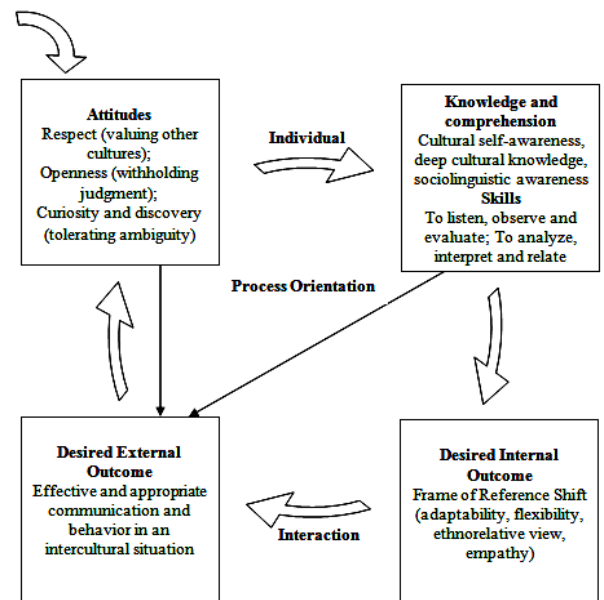 Attitudes
Respect (valuing other
cultures);
Openness (withholding
judgment);
Curiosity and discovery
(tolerating ambiguity)
Individual
Knowledge and
comprehension
Cultural self-awareness,
deep cultural knowledge,
sociolinguistic awareness
Skills
To listen, observe and
evaluate; To analyze,
interpret and relate
Process Orientation
Desired External
Outcome
Effective and appropriate
communication and
behavior in an
intercultural situation
Interaction
Desired Internal
Outcome
Frame of Reference Shift
(adaptability, flexibility,
ethnorelative view,
empathy)